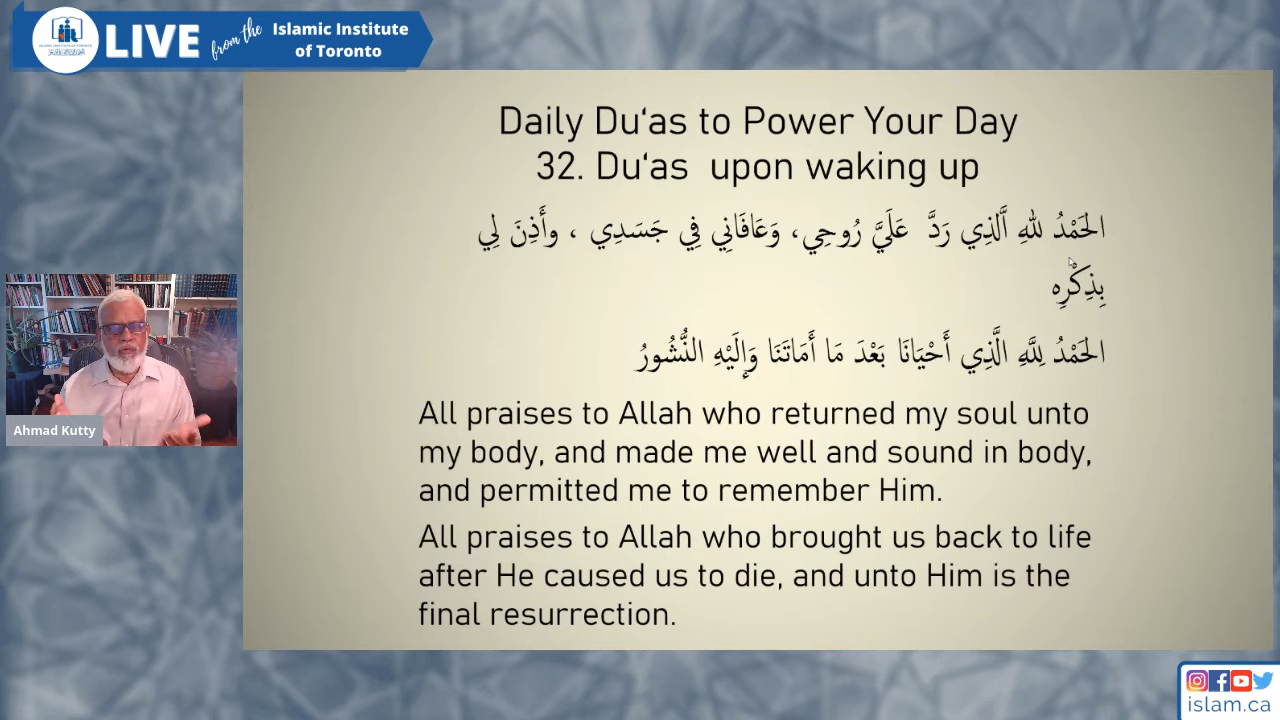 LIVE from the Islamic Institute
of Toronto
Daily Du‘as to Power Your Day
32. Du‘as upon waking up
الحَمْدُ للهِ الَّذِي رَدَّ عَلَيَّ رُوحِي، وَعَافَانِي فِي جَسَدِي ، وأَذِنَ لِي
بِذِكْرِه
الحَمْدُ لِلَّهِ الَّذِي أَحْيَانَا بَعْدَ مَا أَمَاتَنَا وَإِلَيْهِ النُّشُورُ
All praises to Allah who returned my soul unto
my body, and made me well and sound in body,
and permitted me to remember Him.
All praises to Allah who brought us back to life
after He caused us to die, and unto Him is the
final resurrection.
Ahmad Kutty
islam.ca